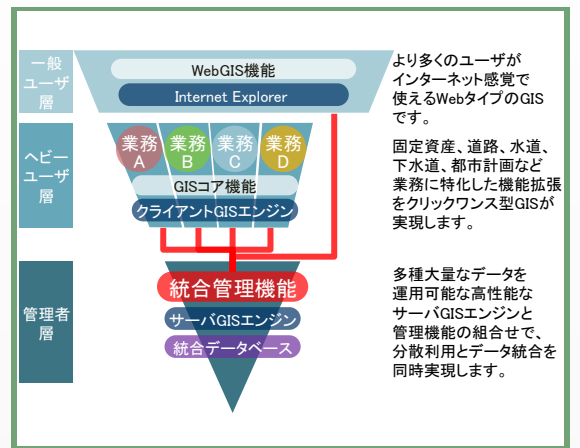 一般
ユーザ
層
WebGIS機能
Internet Explorer
より多くのユーザが
インターネット感覚で
使えるWebタイプのGIS
です。
ヘビー
ユーザ
層
業務
A
業務
B
業務
C
業務
D
GISコア機能
クライアントGISエンジン
固定資産、道路、水道、
下水道、都市計画など
業務に特化した機能拡張
をクリックワンス型GISが
実現します。
管理者
層
統合管理機能
サーバGISエンジン
統合データベース
多種大量なデータを
運用可能な高性能な
サーバGISエンジンと
管理機能の組合せで、
分散利用とデータ統合を
同時実現します。